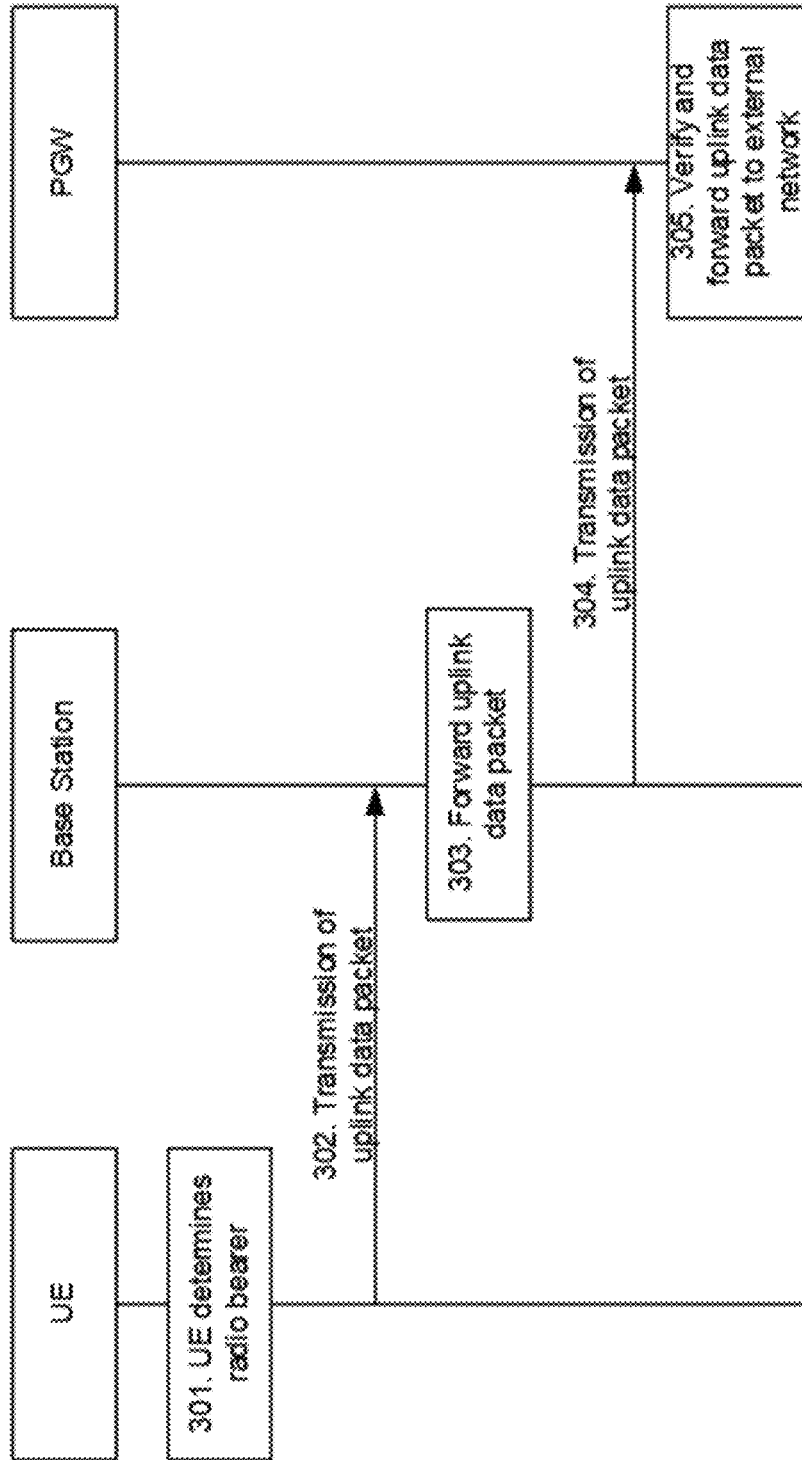 UE
Base Station
PGW
301. UE determines
radio bearer
302. Transmission of
uplink data packet
303. Forward uplink
data packet
304. Transmission of
uplink data packet
305. Verify and
forward uplink data
packet to external
network